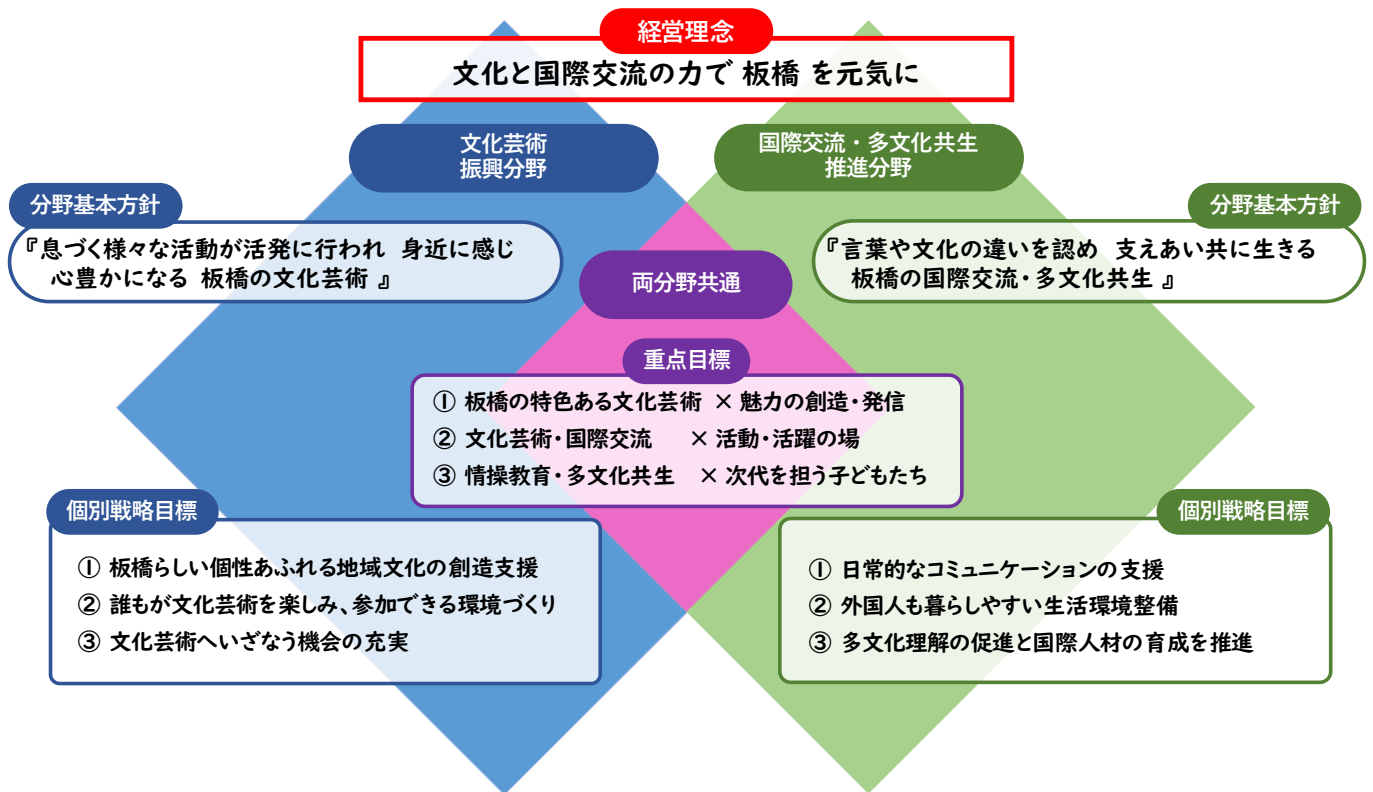 経営理念
文化と国際交流の力で 板橋 を元気に
文化芸術
振興分野
国際交流・多文化共生
推進分野
分野基本方針
『息づく様々な活動が活発に行われ 身近に感じ
心豊かになる 板橋の文化芸術 』
分野基本方針
『言葉や文化の違いを認め 支えあい共に生きる
板橋の国際交流・多文化共生 』
両分野共通
重点目標
① 板橋の特色ある文化芸術 × 魅力の創造・発信
② 文化芸術・国際交流 × 活動・活躍の場
③ 情操教育・多文化共生 × 次代を担う子どもたち
個別戦略目標
① 板橋らしい個性あふれる地域文化の創造支援
② 誰もが文化芸術を楽しみ、参加できる環境づくり
③ 文化芸術へいざなう機会の充実
個別戦略目標
① 日常的なコミュニケーションの支援
② 外国人も暮らしやすい生活環境整備
③ 多文化理解の促進と国際人材の育成を推進